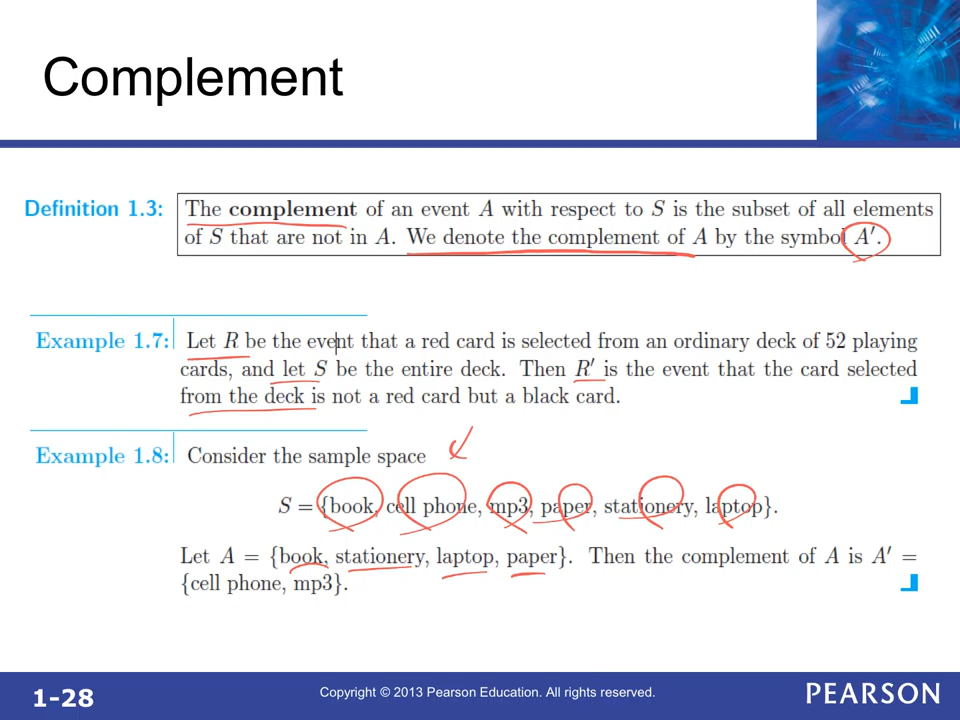 Complement
Definition 1.3: The complement of an event A with respect to S is the subset of all elements
of S that are not in A. We denote the complement of A by the symbol A′.
Example 1.7: Let R be the event that a red card is selected from an ordinary deck of 52 playing
cards, and let S be the entire deck. Then R′ is the event that the card selected
from the deck is not a red card but a black card.
Example 1.8: Consider the sample space
S = {book, cell phone, mp3, paper, stationery, laptop}.
Let A = {book, stationery, laptop, paper}. Then the complement of A is A′ =
{cell phone, mp3}.
1-28
Copyright © 2013 Pearson Education. All rights reserved.
PEARSON